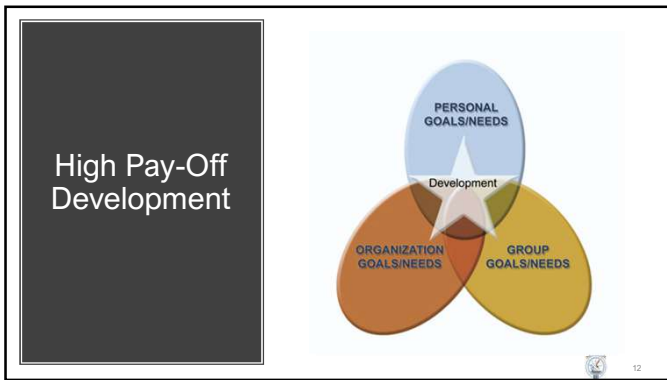 High Pay-Off
Development
PERSONAL
GOALS/NEEDS
Development
ORGANIZATION
GOALS/NEEDS
GROUP
GOALS/NEEDS
12